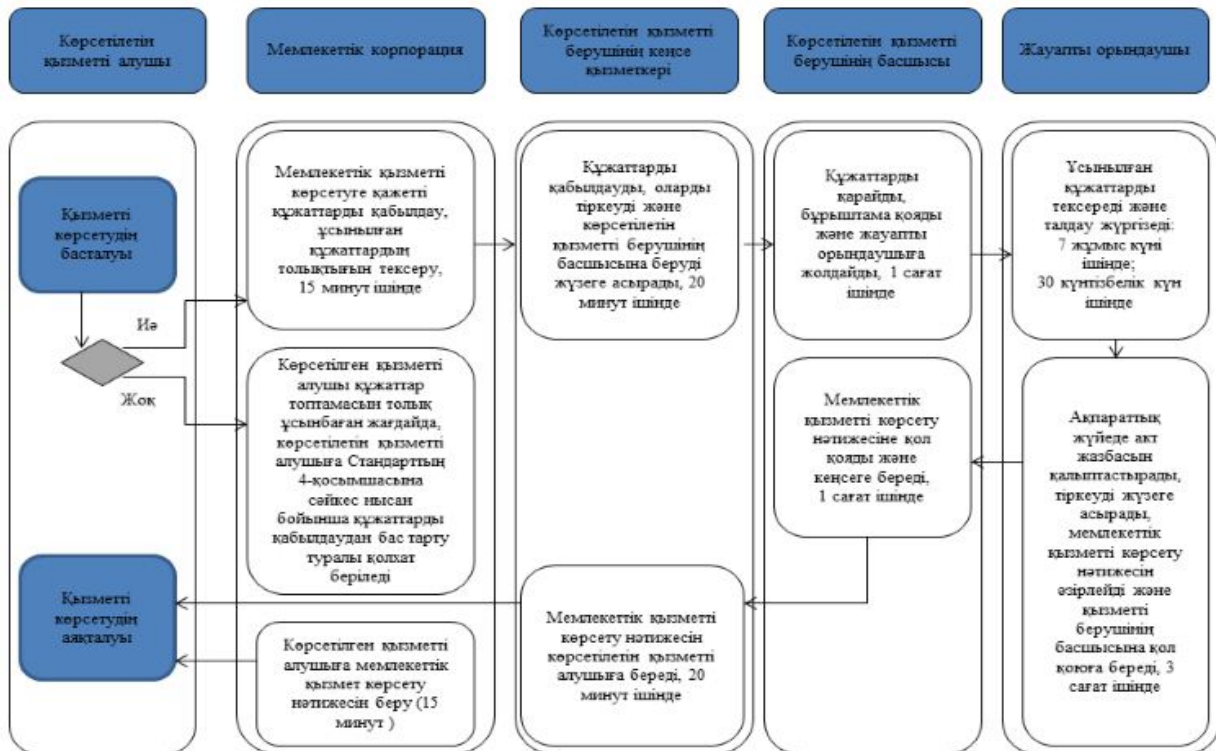 Көрсетілетін
қызметті алушы
Мемлекеттік корпорация
Көрсетілетін қызметті
берушінің кеңсе
қызметкері
Көрсетілетін қызметті
берушінің басшысы
Жауапты орындаушы
Қызметті
көрсетудің
басталуы
Иә
Жоқ
Қызметті
көрсетудің
аяқталуы
Мемлекеттік қызметті
көрсетуге қажетті
құжаттарды қабылдау,
ұсынылған
құжаттардың
толықтығын тексеру,
15 минут ішінде
Көрсетілген қызметті
алушы құжаттар
топтамасын толық
ұсынбаған жағдайда,
көрсетілетін қызметті
алушыға Стандарттың
4-қосымшасына
сәйкес нысан
бойынша құжаттарды
қабылдаудан бас тарту
туралы қолхат
беріледі
Көрсетілген қызметті
алушыға мемлекеттік
қызмет көрсету
нәтижесін беру (15
минут )
Құжаттарды
қабылдауды, оларды
тіркеуді және
көрсетілетін
қызметті берушінің
басшысына беруді
жүзеге асырады, 20
минут ішінде
Мемлекеттік қызметті
көрсету нәтижесін
көрсетілетін қызметті
алушыға береді, 20
минут ішінде
Құжаттарды
қарайды,
бұрыштама қояды
және жауапты
орындаушыға
жолдайды, 1 сағат
ішінде
Мемлекеттік
қызметті көрсету
нәтижесіне қол
қояды және
кеңсеге береді,
1 сағат ішінде
Ұсынылған
құжаттарды
тексереді және
талдау жүргізеді:
7 жұмыс күні
ішінде;
30 күнтізбелік күн
ішінде
Ақпараттық
жүйеде акт
жазбасын
қалыптастырады,
тіркеуді жүзеге
асырады,
мемлекеттік
қызметті көрсету
нәтижесін
әзірлейді және
қызметті
берушінің
басшысына қол
қоюға береді, 3
сағат ішінде